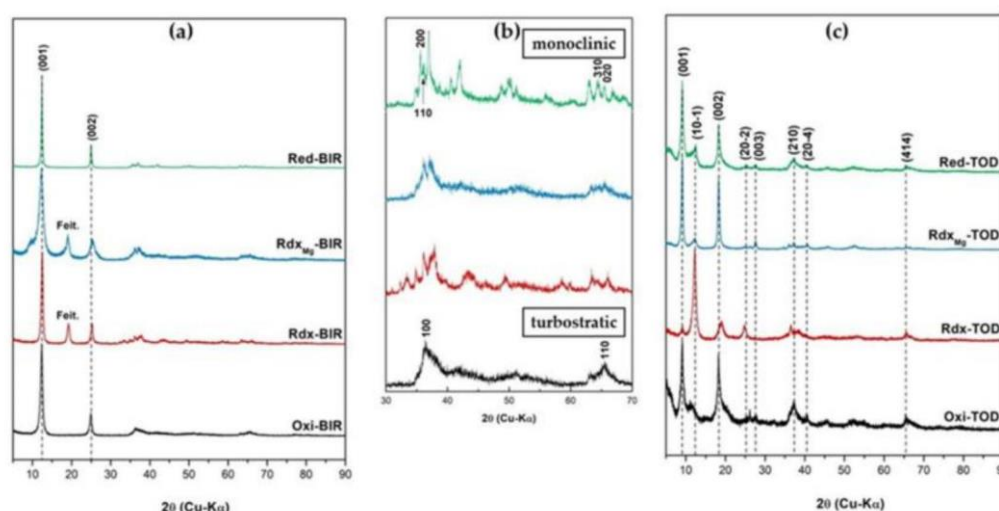 (a)
(001)
(002)
Red-BIR
Feit.
Rdx_Mg-BIR
Feit.
Rdx-BIR
Oxi-BIR
10 20 30 40 50 60 70 80 90
2θ (Cu-Kα)
(b)
monoclinic
200
110
310
020
turbostratic
100
110
30 40 50 60 70
2θ (Cu-Kα)
(c)
(001)
(10-1)
(002)
(20-2)
(003)
(210)
(20-4)
(414)
Red-TOD
Rdx_Mg-TOD
Rdx-TOD
Oxi-TOD
10 20 30 40 50 60 70 80 90
2θ (Cu-Kα)